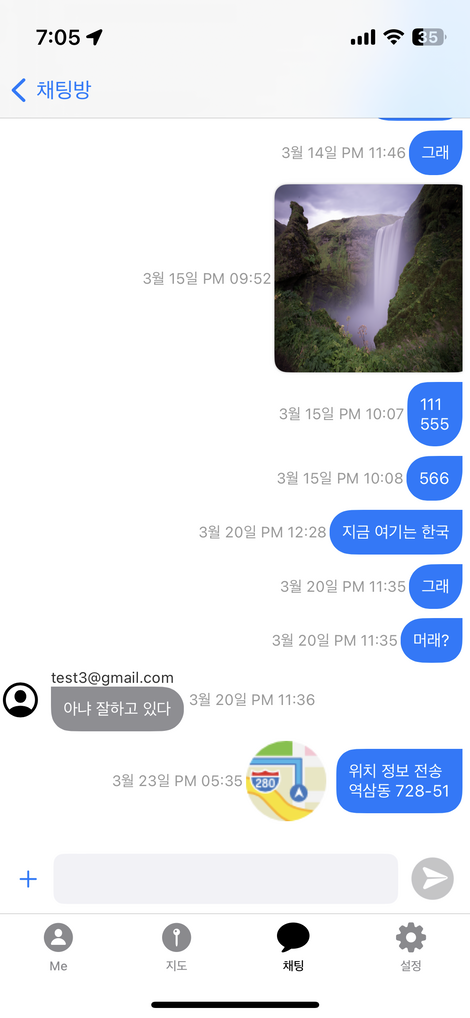 7:05
35
채팅방
3월 14일 PM 11:46 그래
3월 15일 PM 09:52
3월 15일 PM 10:07 111
555
3월 15일 PM 10:08 566
3월 20일 PM 12:28 지금 여기는 한국
3월 20일 PM 11:35 그래
3월 20일 PM 11:35 머래?
test3@gmail.com
아냐 잘하고 있다 3월 20일 PM 11:36
3월 23일 PM 05:35 280 위치 정보 전송
역삼동 728-51
Me 지도 채팅 설정